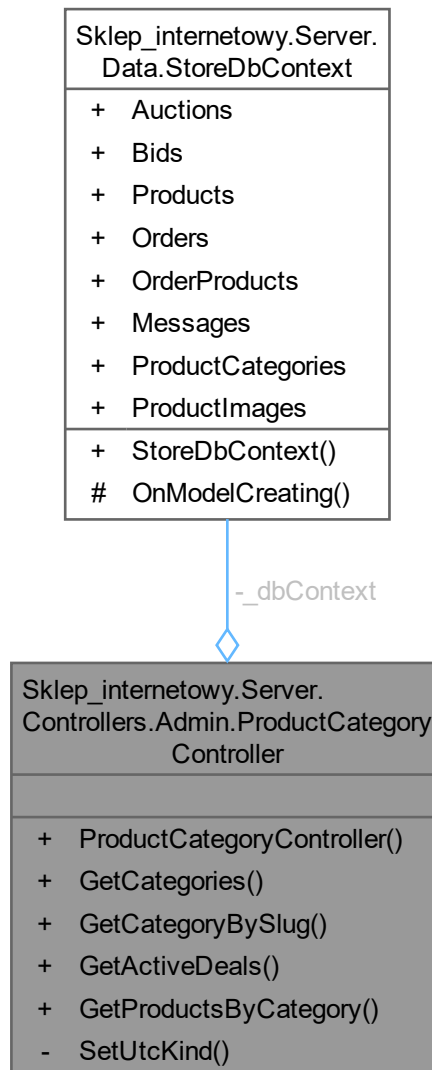 Sklep_internetowy.Server.
Data.StoreDbContext
+ Auctions
+ Bids
+ Products
+ Orders
+ OrderProducts
+ Messages
+ ProductCategories
+ ProductImages
+ StoreDbContext()
# OnModelCreating()
-_dbContext
Sklep_internetowy.Server.
Controllers.Admin.ProductCategory
Controller
+ ProductCategoryController()
+ GetCategories()
+ GetCategoryBySlug()
+ GetActiveDeals()
+ GetProductsByCategory()
- SetUtcKind()